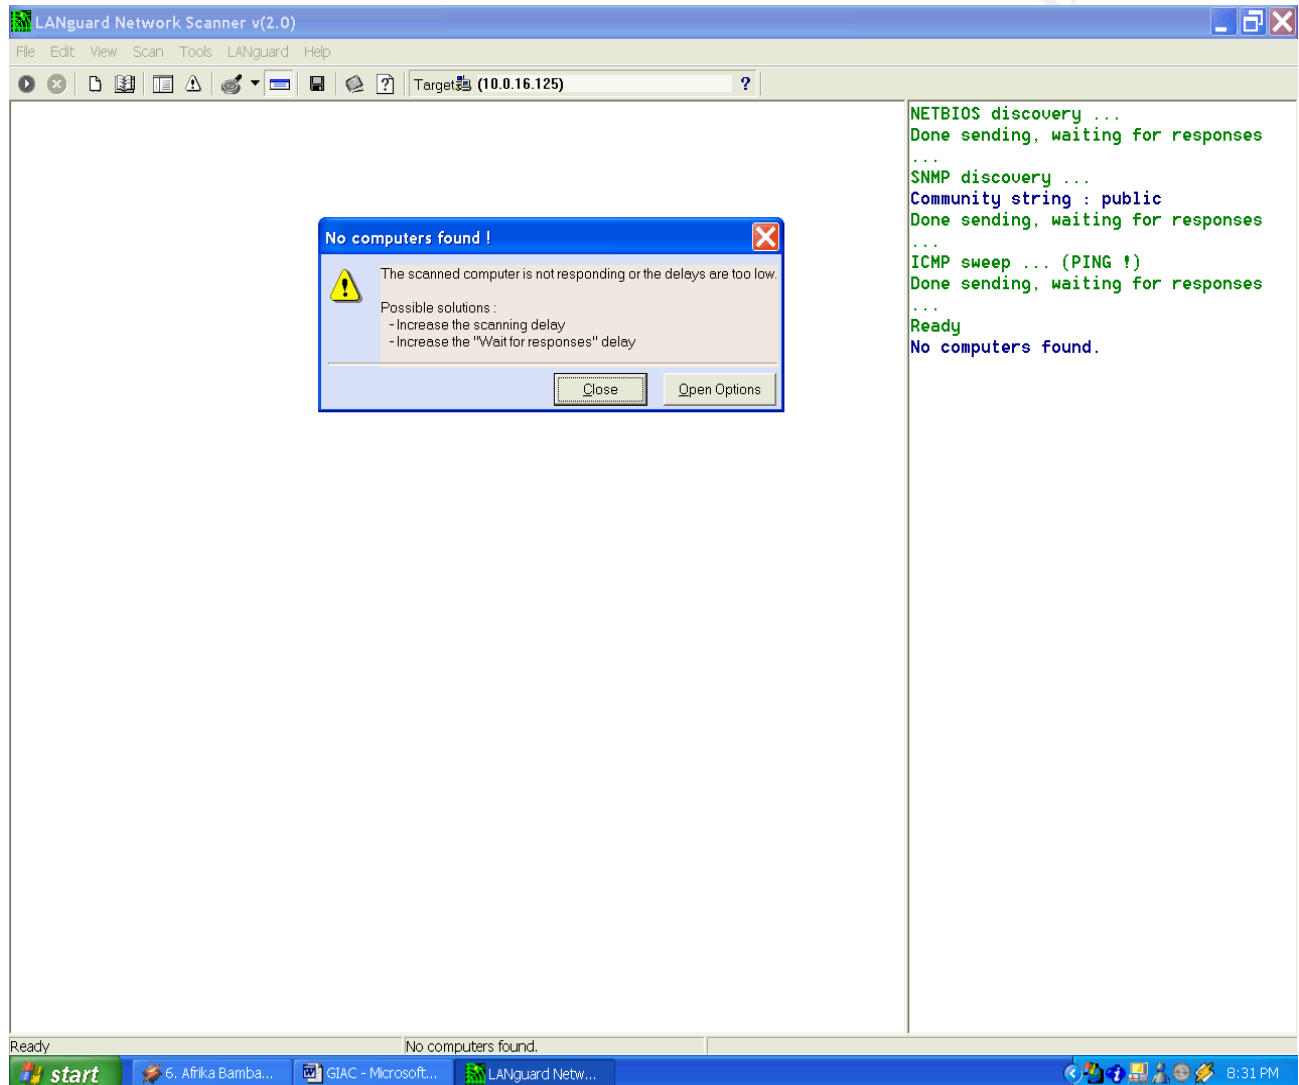 LANguard Network Scanner v(2.0)
File Edit View Scan Tools LANguard Help
Target (10.0.16.125) ?
NETBIOS discovery ...
Done sending, waiting for responses
...
SNMP discovery ...
Community string : public
Done sending, waiting for responses
...
ICMP sweep ... (PING !)
Done sending, waiting for responses
...
Ready
No computers found.
No computers found !
The scanned computer is not responding or the delays are too low.
Possible solutions :
- Increase the scanning delay
- Increase the "Wait for responses" delay
Close Open Options
Ready No computers found.
start 6. Afrika Bamba... GIAC - Microsoft... LANguard Netw... 8:31 PM